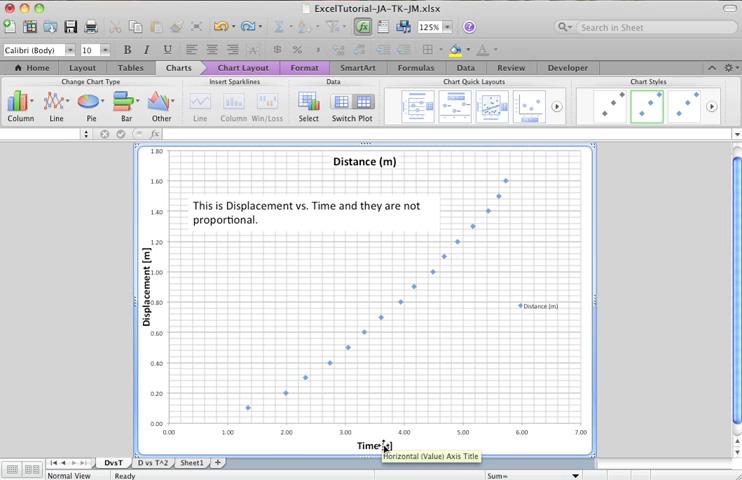 ExcelTutorial-JA-TK-JM.xlsx
125%
Search in Sheet
Calibri (Body) 10 B I U
Home Layout Tables Charts Chart Layout Format SmartArt Formulas Data Review Developer
Change Chart Type Insert Sparklines Data Chart Quick Layouts Chart Styles
Column Line Pie Bar Other Line Column Win/Loss Select Switch Plot
fx
Distance (m)
This is Displacement vs. Time and they are not
proportional.
1.80
1.60
1.40
1.20
1.00
0.80
0.60
0.40
0.20
0.00
Displacement [m]
Distance (m)
0.00 1.00 2.00 3.00 4.00 5.00 6.00 7.00
Horizontal (Value) Axis Title
DvsT D vs T^2 Sheet1
Normal View Ready Sum=